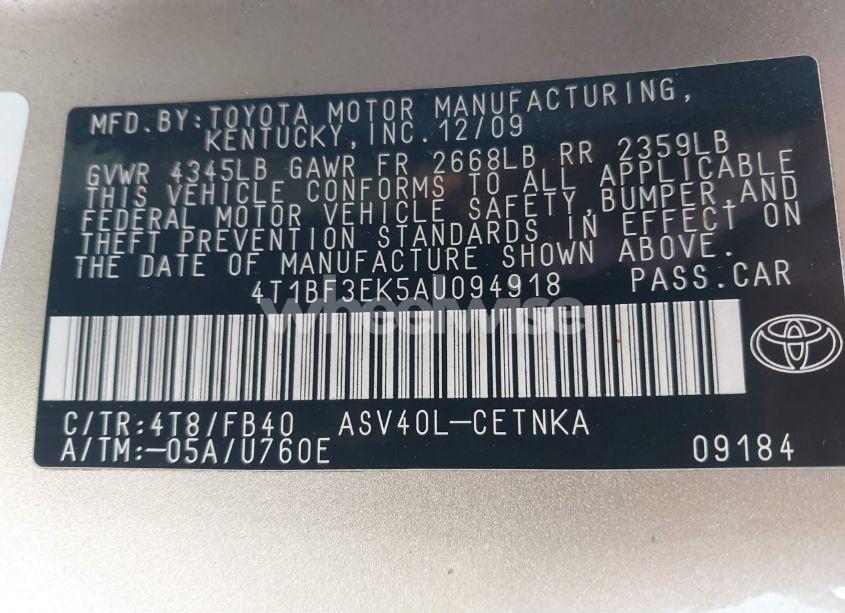 MFD.BY:TOYOTA MOTOR MANUFACTURING,
KENTUCKY,INC.12/09
GVWR 4345LB GAWR FR 2668LB RR 2359LB
THIS VEHICLE CONFORMS TO ALL APPLICABLE
FEDERAL MOTOR VEHICLE SAFETY,BUMPER,AND
THEFT PREVENTION STANDARDS IN EFFECT ON
THE DATE OF MANUFACTURE SHOWN ABOVE.
4T1BF3EK5AU094918 PASS.CAR
wheelwise
C/TR:4T8/FB40 ASV40L-CETNKA
A/TM:-05A/U760E 09184